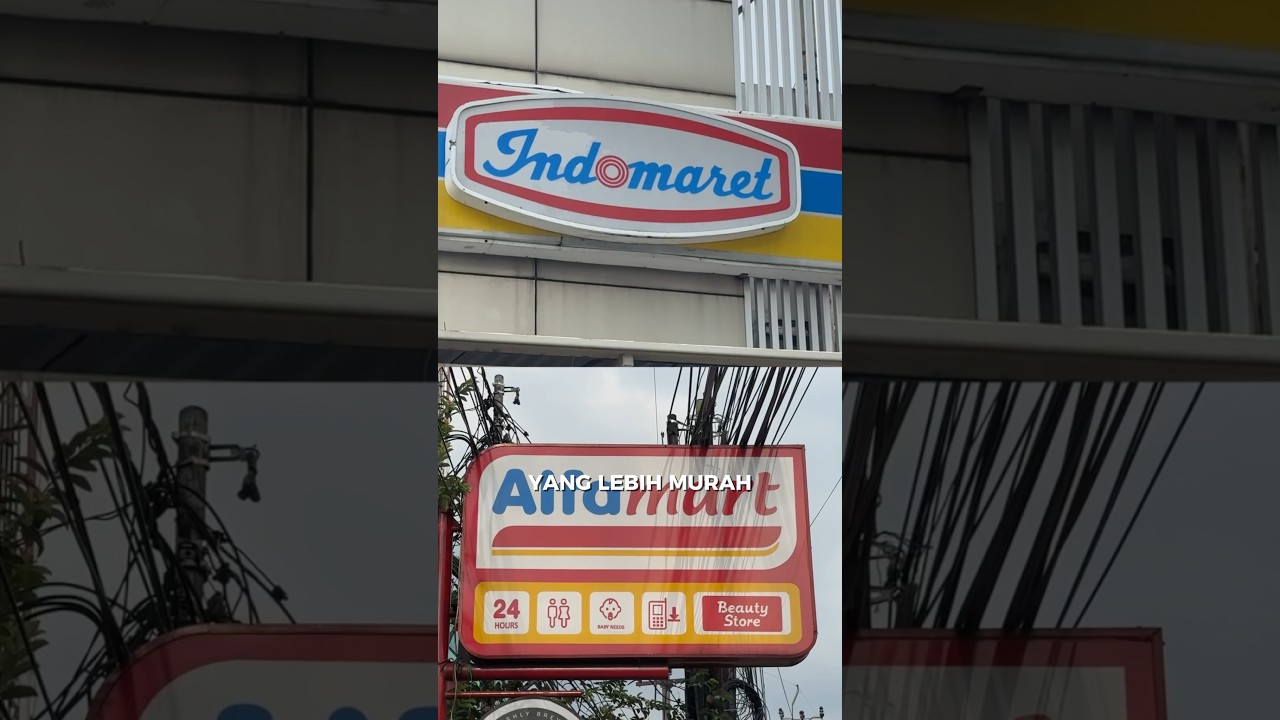 Indomaret
YANG LEBIH MURAH
Alfamart
24
HOURS
BABY NEEDS
Beauty
Store